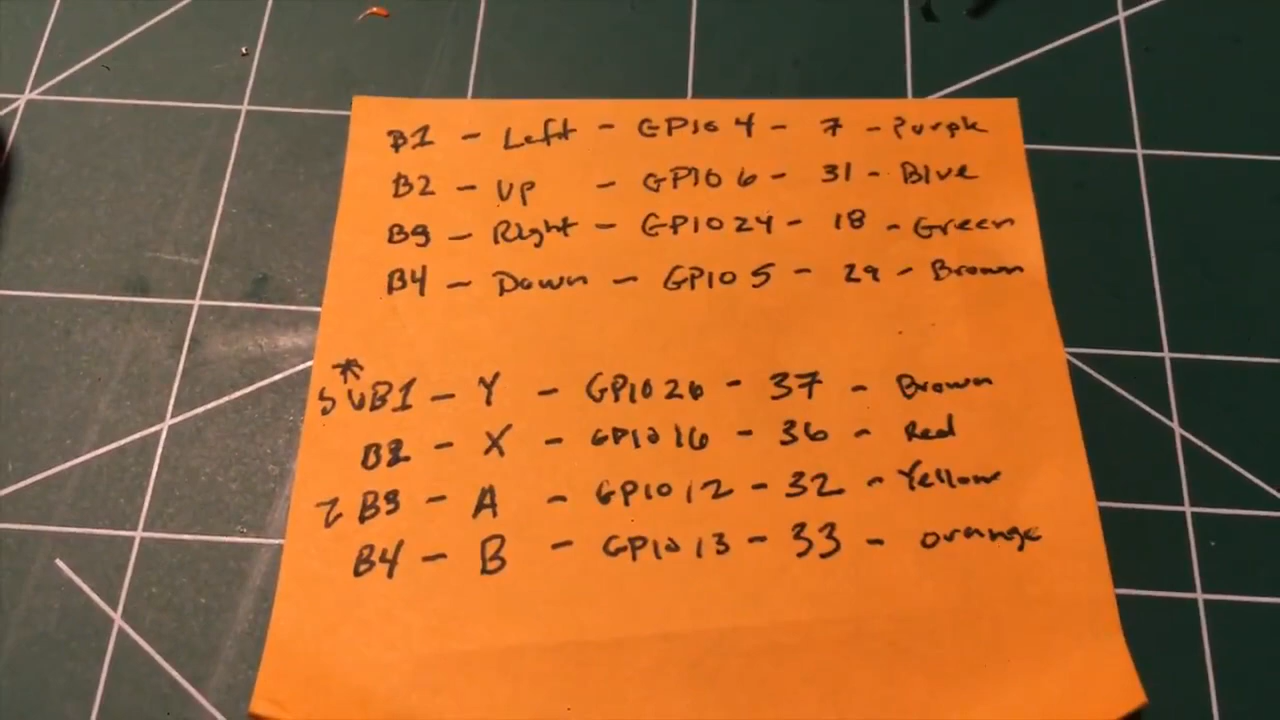 B1 - Left - GPIO 4 - 7 - Purple
B2 - UP - GPIO 6 - 31 - Blue
B3 - Right - GPIO 24 - 18 - Green
B4 - Down - GPIO 5 - 29 - Brown
*
B1 - Y - GPIO 26 - 37 - Brown
B2 - X - GPIO 16 - 36 - Red
B3 - A - GPIO 12 - 32 - Yellow
B4 - B - GPIO 13 - 33 - orange